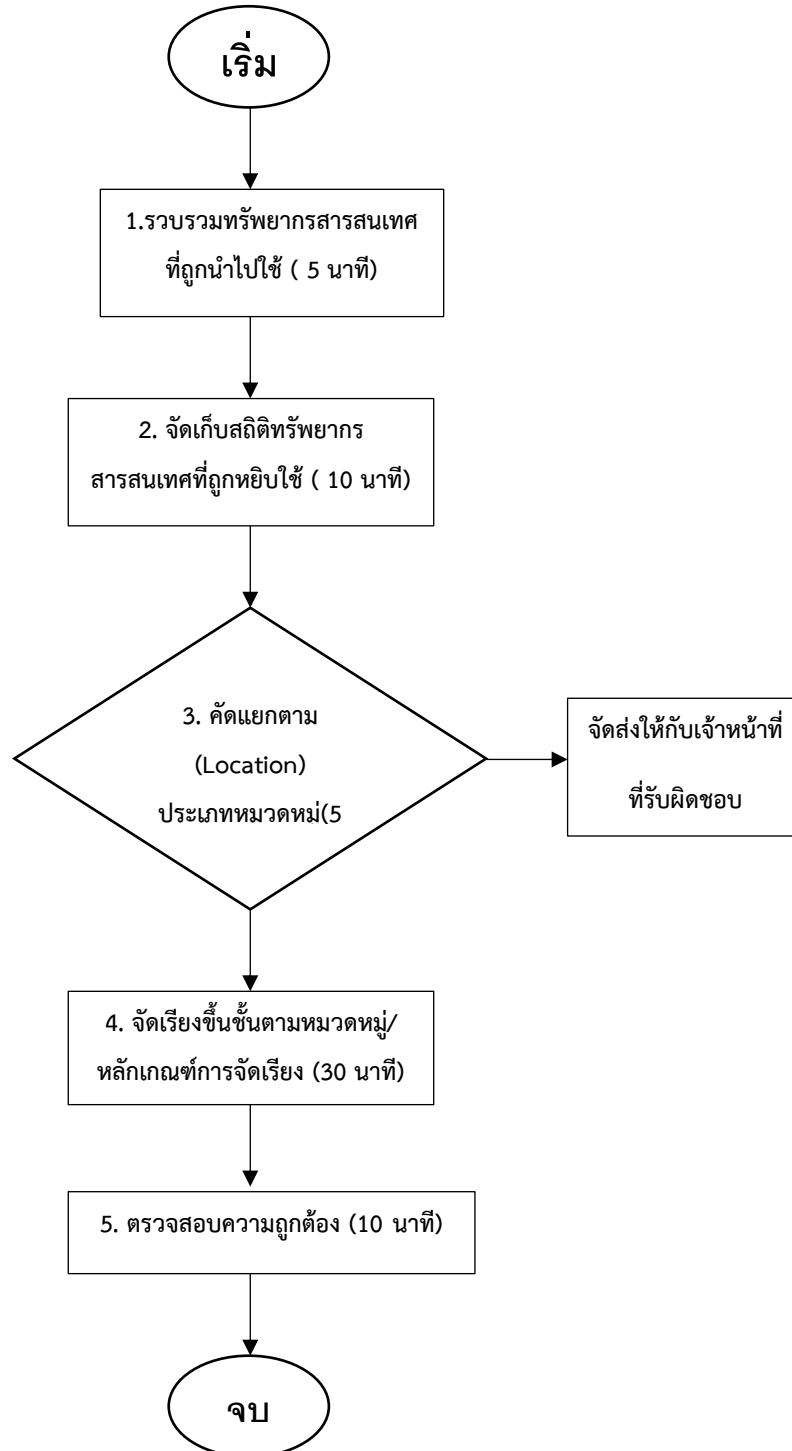 เริ่ม
1.รวบรวมทรัพยากรสารสนเทศ
ที่ถูกนำไปใช้ ( 5 นาที)
2. จัดเก็บสถิติทรัพยากร
สารสนเทศที่ถูกหยิบใช้ ( 10 นาที)
3. คัดแยกตาม
(Location)
ประเภทหมวดหมู่(5
จัดส่งให้กับเจ้าหน้าที่
ที่รับผิดชอบ
4. จัดเรียงขึ้นชั้นตามหมวดหมู่/
หลักเกณฑ์การจัดเรียง (30 นาที)
5. ตรวจสอบความถูกต้อง (10 นาที)
จบ